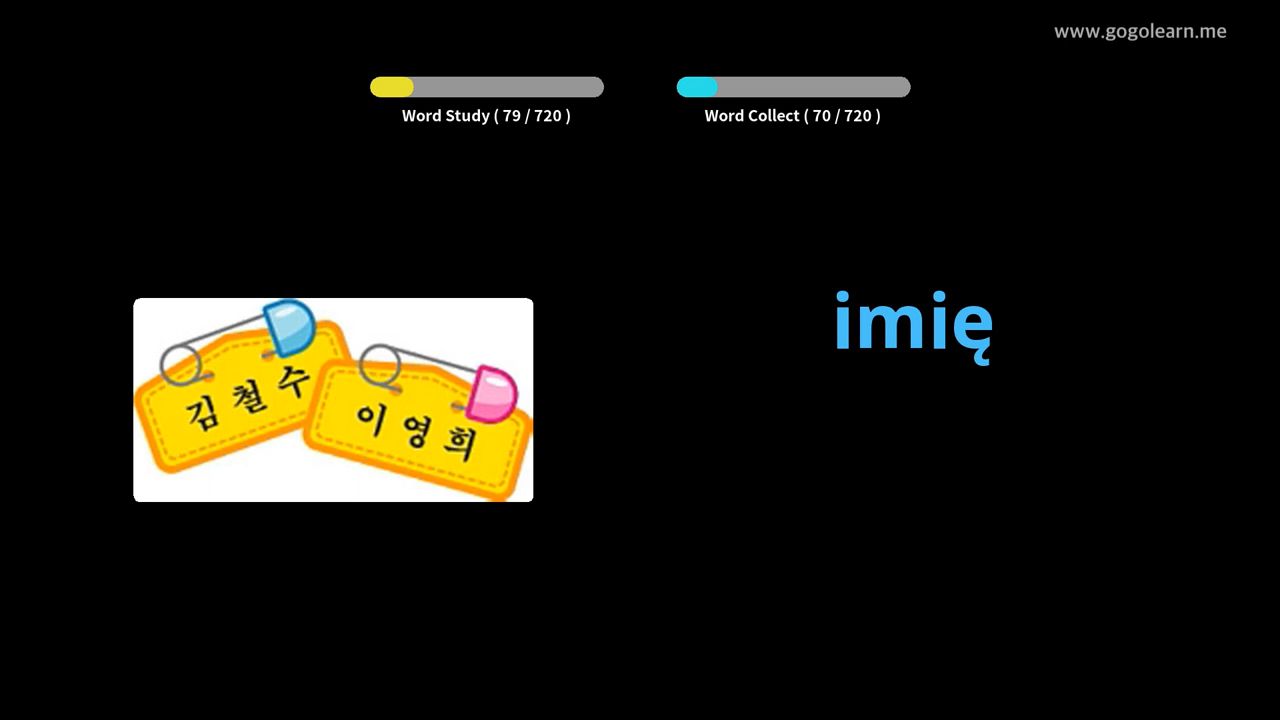 www.gogolearn.me
Word Study ( 79 / 720 )
Word Collect ( 70 / 720 )
imię
김철수
이영희